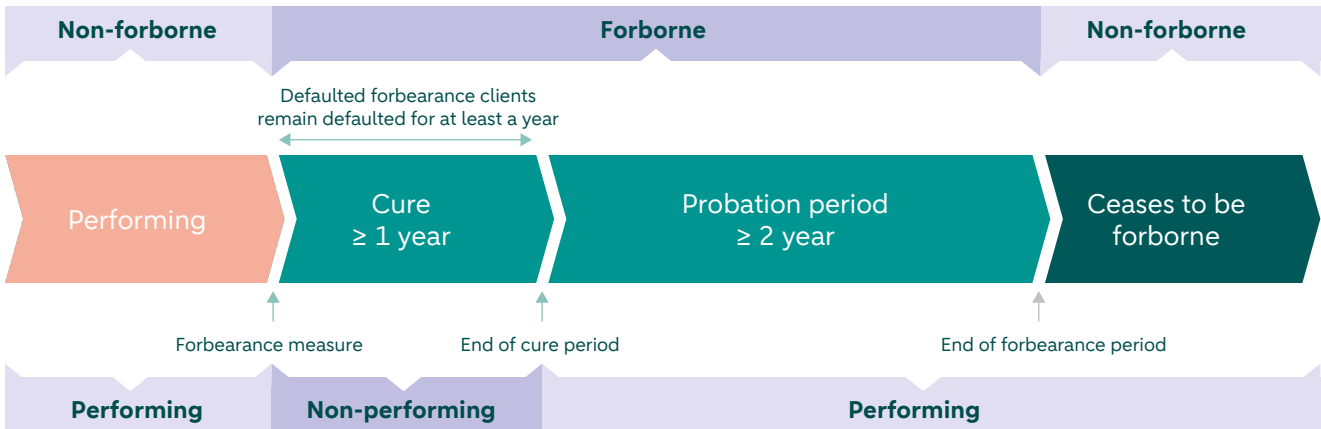 Non-forborne
Forborne
Non-forborne
Defaulted forbearance clients
remain defaulted for at least a year
Performing
Cure
≥ 1 year
Probation period
≥ 2 year
Ceases to be
forborne
Forbearance measure
End of cure period
End of forbearance period
Performing
Non-performing
Performing